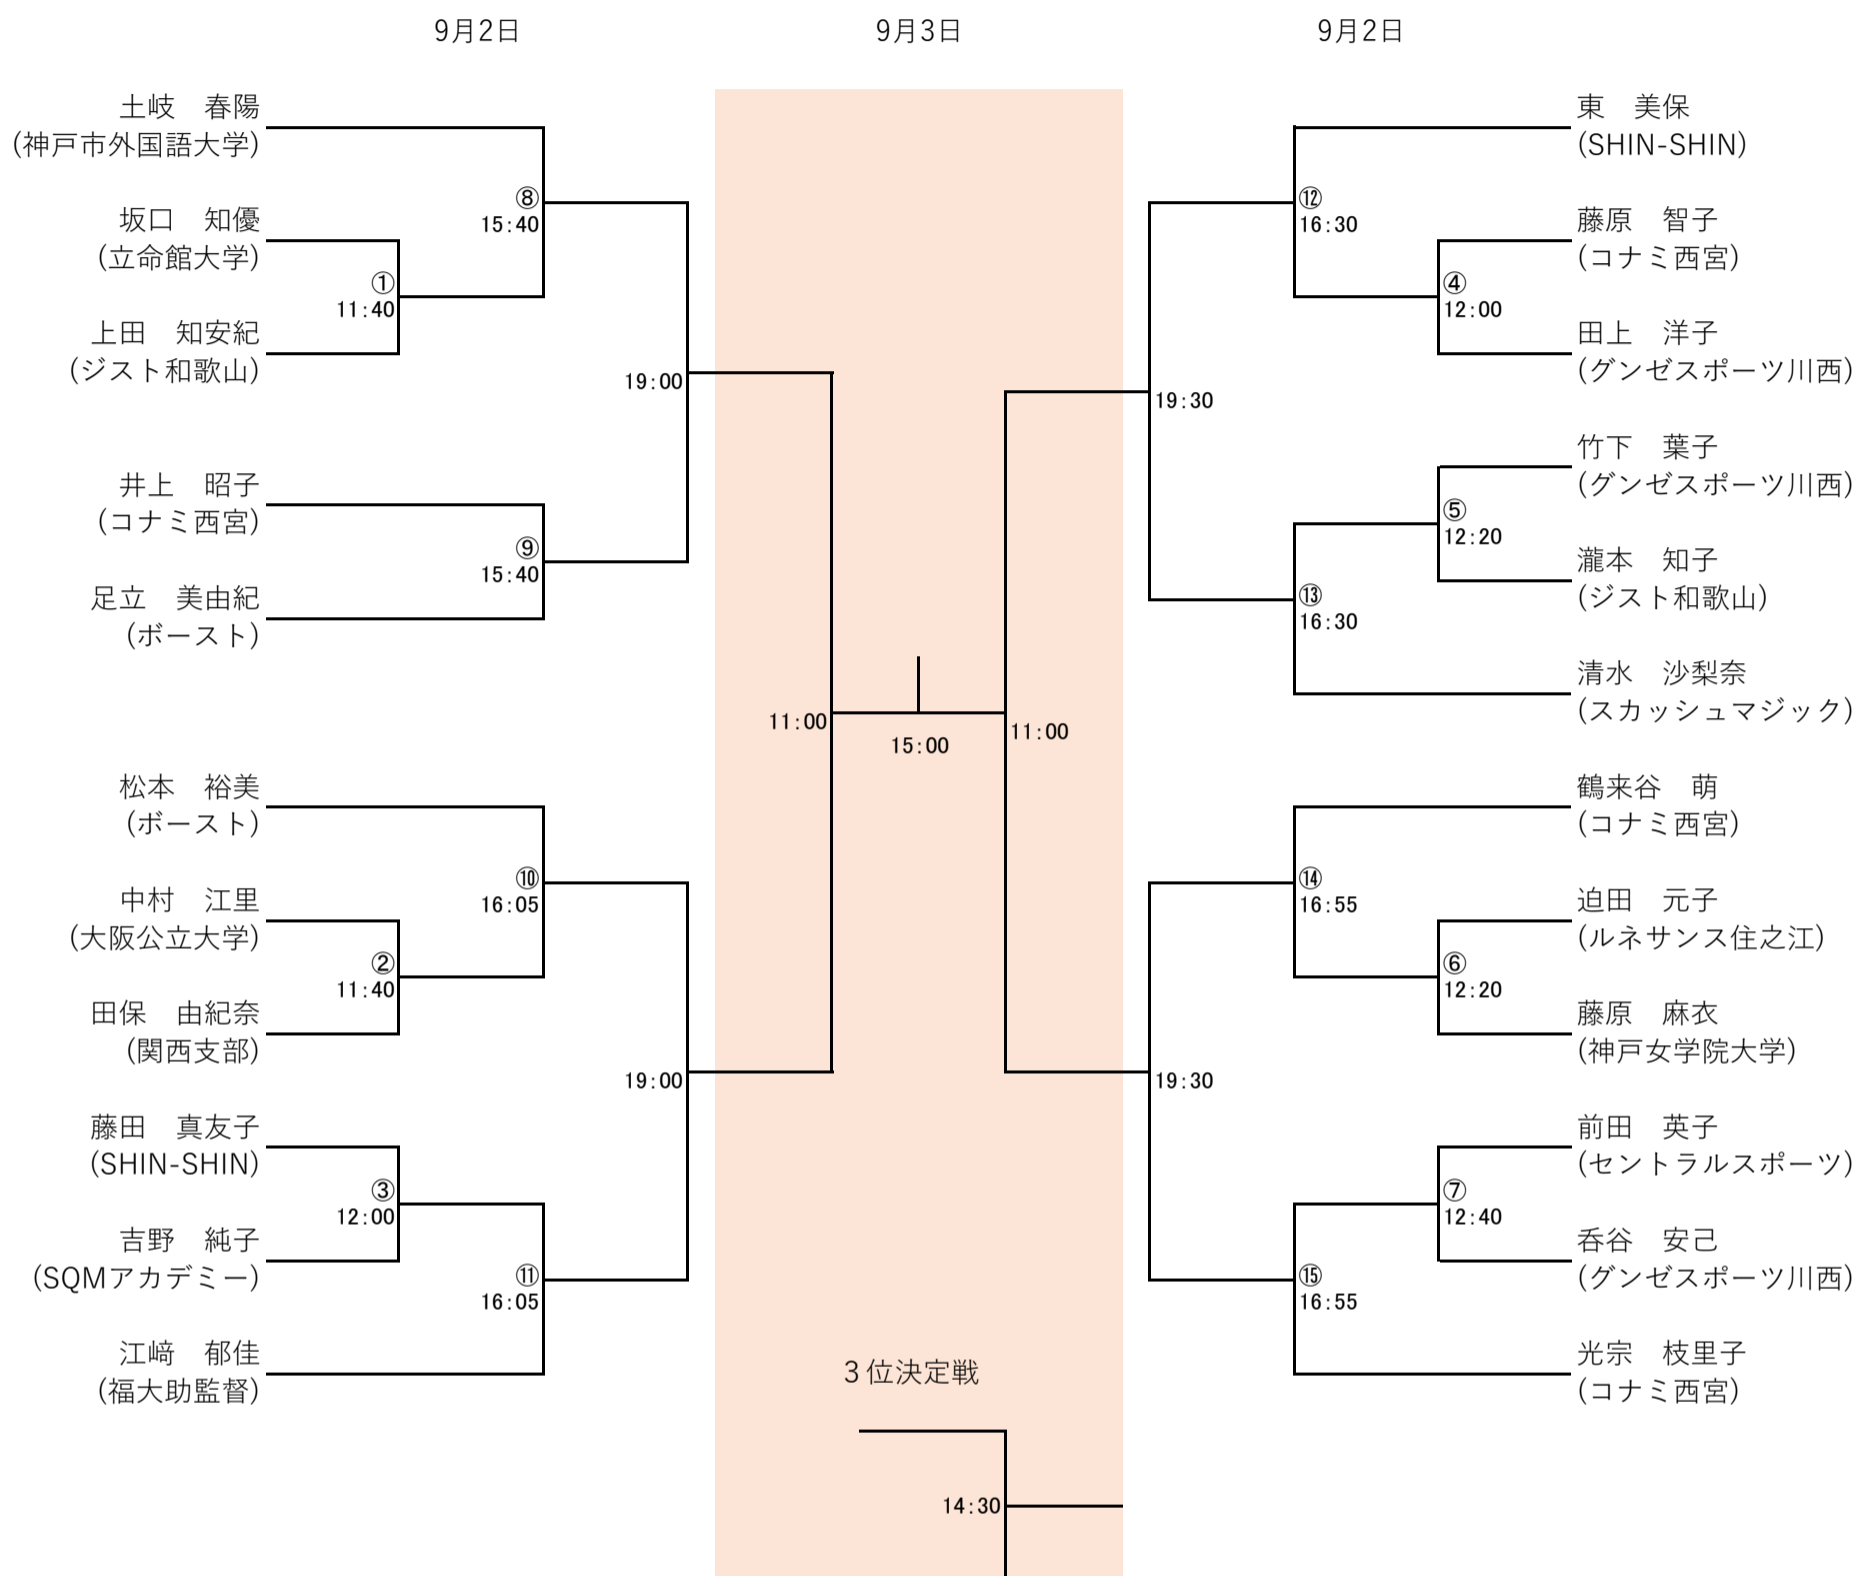 9月2日
9月3日
9月2日
土岐　春陽
(神戸市外国語大学)
⑧
15:40
坂口　知優
(立命館大学)
①
11:40
上田　知安紀
(ジスト和歌山)
19:00
井上　昭子
(コナミ西宮)
⑨
15:40
足立　美由紀
(ボースト)
11:00
松本　裕美
(ボースト)
⑩
16:05
中村　江里
(大阪公立大学)
②
11:40
田保　由紀奈
(関西支部)
19:00
藤田　真友子
(SHIN-SHIN)
③
12:00
吉野　純子
(SQMアカデミー)
⑪
16:05
江﨑　郁佳
(福大助監督)
15:00
３位決定戦
14:30
東　美保
(SHIN-SHIN)
⑫
16:30
藤原　智子
(コナミ西宮)
④
12:00
田上　洋子
(グンゼスポーツ川西)
19:30
竹下　葉子
(グンゼスポーツ川西)
⑤
12:20
瀧本　知子
(ジスト和歌山)
⑬
16:30
清水　沙梨奈
(スカッシュマジック)
11:00
鶴来谷　萌
(コナミ西宮)
⑭
16:55
迫田　元子
(ルネサンス住之江)
⑥
12:20
藤原　麻衣
(神戸女学院大学)
19:30
前田　英子
(セントラルスポーツ)
⑦
12:40
呑谷　安己
(グンゼスポーツ川西)
⑮
16:55
光宗　枝里子
(コナミ西宮)